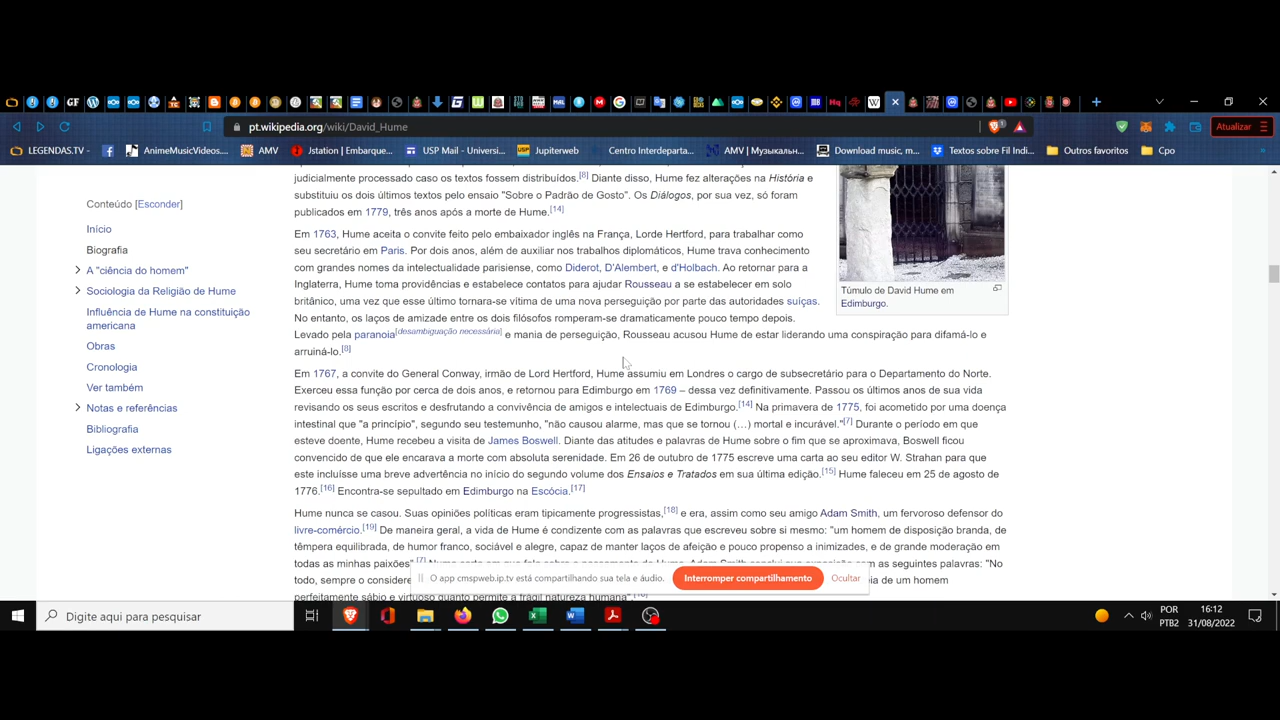 pt.wikipedia.org/wiki/David_Hume
Atualizar
LEGENDAS.TV - ... AnimeMusicVideos.... AMV Jstation | Embarque... USP Mail - Universi... Jupiterweb Centro Interdeparta... AMV | Музыкальн... Download music, m... Textos sobre Fil Indi... Outros favoritos Cpo
Conteúdo [Esconder]
Início
Biografia
A "ciência do homem"
Sociologia da Religião de Hume
Influência de Hume na constituição
americana
Obras
Cronologia
Ver também
Notas e referências
Bibliografia
Ligações externas
judicialmente processado caso os textos fossem distribuídos.[8] Diante disso, Hume fez alterações na História e
substituiu os dois últimos textos pelo ensaio "Sobre o Padrão de Gosto". Os Diálogos, por sua vez, só foram
publicados em 1779, três anos após a morte de Hume.[14]
Em 1763, Hume aceita o convite feito pelo embaixador inglês na França, Lorde Hertford, para trabalhar como
seu secretário em Paris. Por dois anos, além de auxiliar nos trabalhos diplomáticos, Hume trava conhecimento
com grandes nomes da intelectualidade parisiense, como Diderot, D'Alembert, e d'Holbach. Ao retornar para a
Inglaterra, Hume toma providências e estabelece contatos para ajudar Rousseau a se estabelecer em solo
britânico, uma vez que esse último tornara-se vítima de uma nova perseguição por parte das autoridades suíças.
No entanto, os laços de amizade entre os dois filósofos romperam-se dramaticamente pouco tempo depois.
Levado pela paranoia[desambiguação necessária] e mania de perseguição, Rousseau acusou Hume de estar liderando uma conspiração para difamá-lo e
arruiná-lo.[8]
Túmulo de David Hume em
Edimburgo.
Em 1767, a convite do General Conway, irmão de Lord Hertford, Hume assumiu em Londres o cargo de subsecretário para o Departamento do Norte.
Exerceu essa função por cerca de dois anos, e retornou para Edimburgo em 1769 – dessa vez definitivamente. Passou os últimos anos de sua vida
revisando os seus escritos e desfrutando a convivência de amigos e intelectuais de Edimburgo.[14] Na primavera de 1775, foi acometido por uma doença
intestinal que "a princípio", segundo seu testemunho, "não causou alarme, mas que se tornou (…) mortal e incurável."[7] Durante o período em que
esteve doente, Hume recebeu a visita de James Boswell. Diante das atitudes e palavras de Hume sobre o fim que se aproximava, Boswell ficou
convencido de que ele encarava a morte com absoluta serenidade. Em 26 de outubro de 1775 escreve uma carta ao seu editor W. Strahan para que
este incluísse uma breve advertência no início do segundo volume dos Ensaios e Tratados em sua última edição.[15] Hume faleceu em 25 de agosto de
1776.[16] Encontra-se sepultado em Edimburgo na Escócia.[17]
Hume nunca se casou. Suas opiniões políticas eram tipicamente progressistas,[18] e era, assim como seu amigo Adam Smith, um fervoroso defensor do
livre-comércio.[19] De maneira geral, a vida de Hume é condizente com as palavras que escreveu sobre si mesmo: "um homem de disposição branda, de
têmpera equilibrada, de humor franco, sociável e alegre, capaz de manter laços de afeição e pouco propenso a inimizades, e de grande moderação em
todas as minhas paixões"[7] seguintes palavras: "No
todo, sempre o considere ia de um homem
perfeitamente sábio e virtuoso quanto permite a frágil natureza humana".
O app cmspweb.ip.tv está compartilhando sua tela e áudio. Interromper compartilhamento Ocultar
Digite aqui para pesquisar
POR
PTB2
16:12
31/08/2022